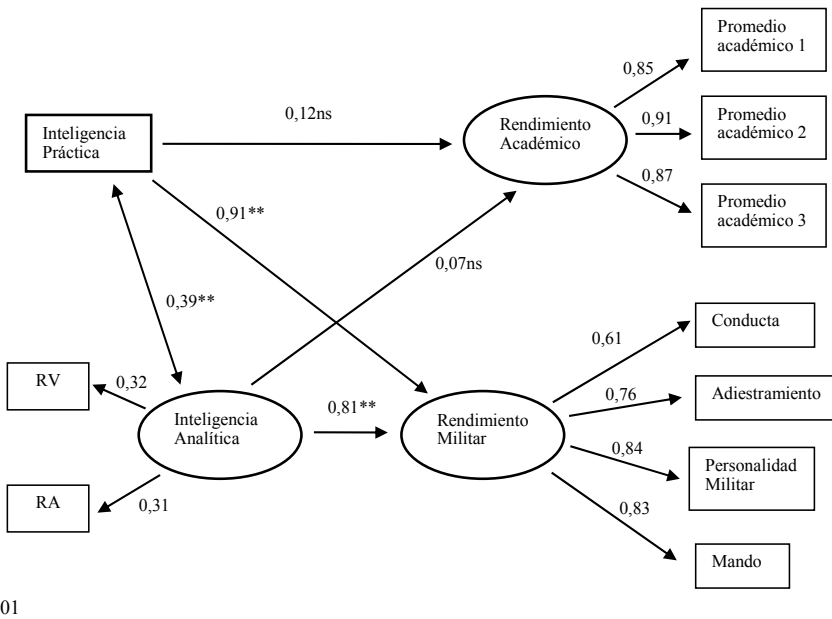 Promedio
académico 1
0,85
0,12ns
Inteligencia
Práctica
Rendimiento
Académico
0,91
Promedio
académico 2
0,87
Promedio
académico 3
0,91**
0,07ns
0,39**
Conducta
0,61
RV
0,32
Inteligencia
Analítica
0,81**
Rendimiento
Militar
0,76
Adiestramiento
0,84
Personalidad
Militar
RA
0,31
0,83
Mando
01